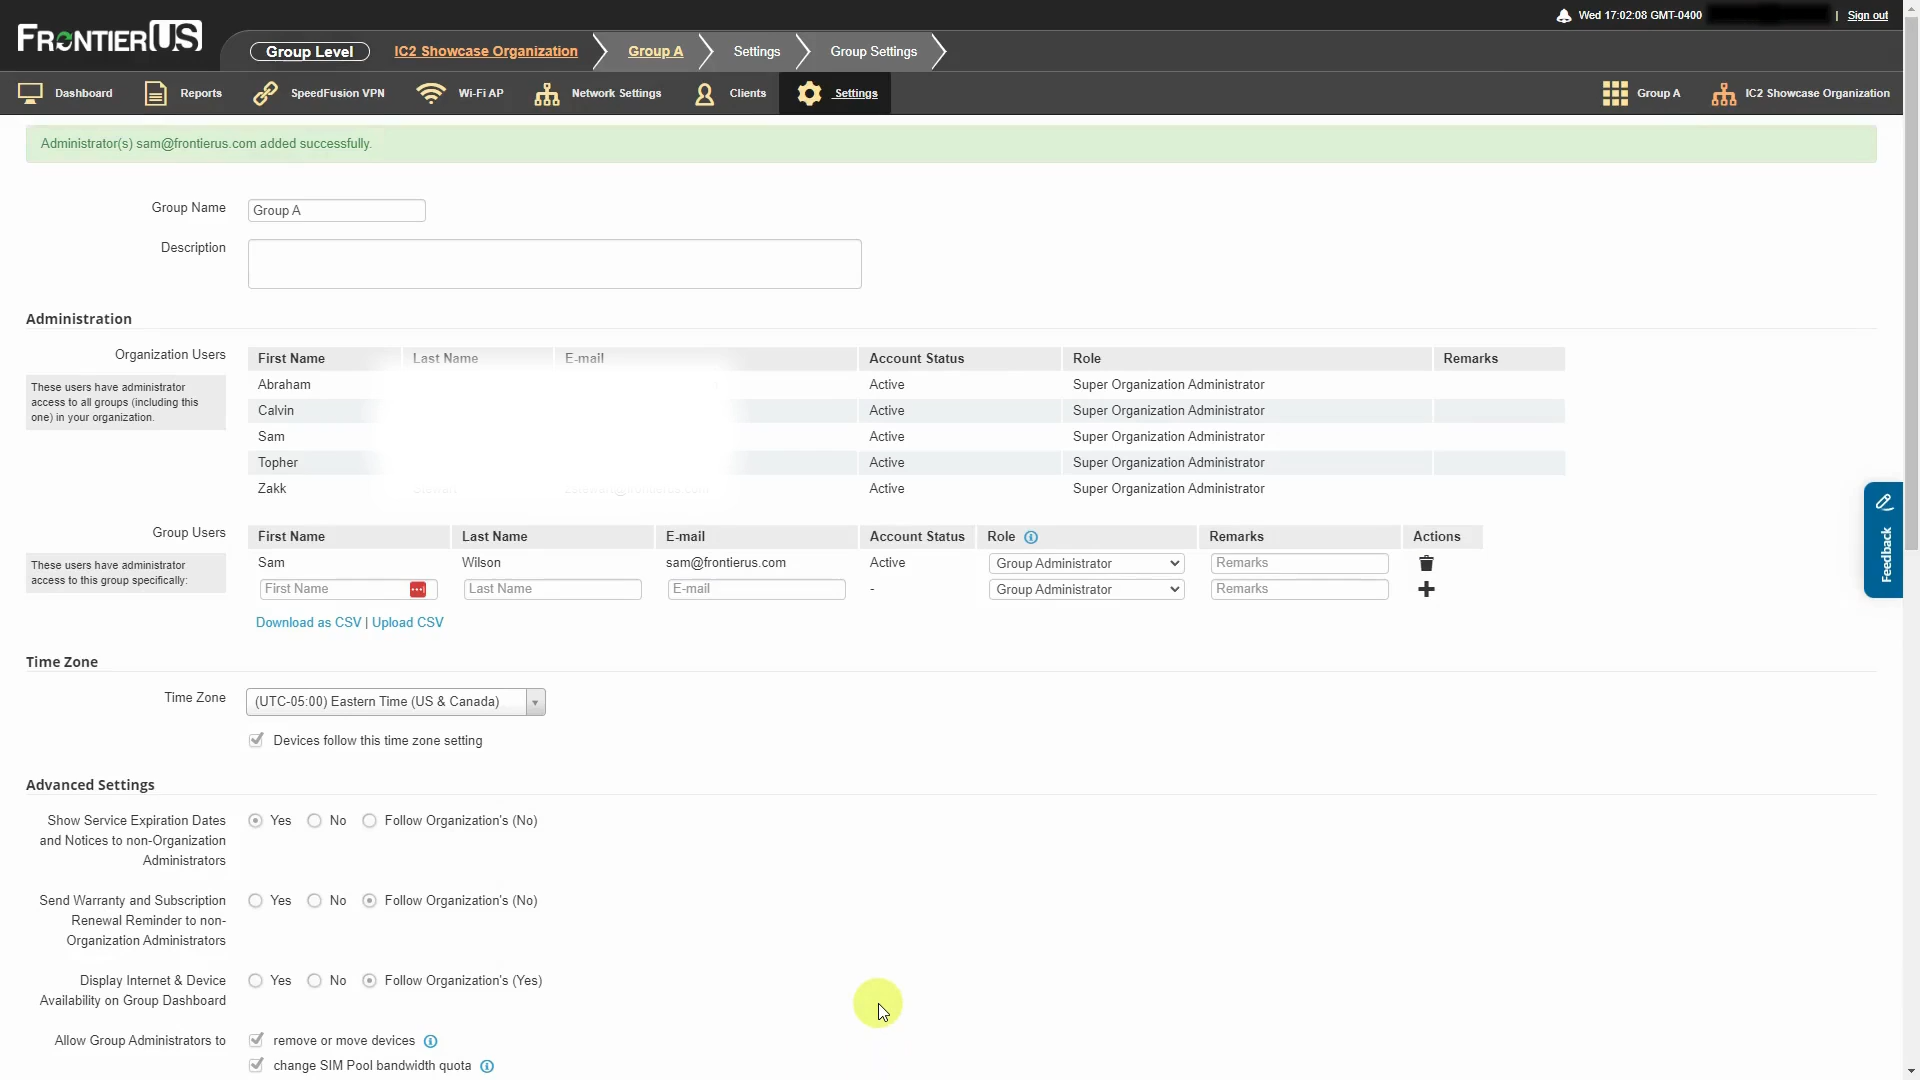 FRONTIERUS
Wed 17:02:08 GMT-0400 | Sign out
Group Level IC2 Showcase Organization Group A Settings Group Settings
Dashboard Reports SpeedFusion VPN Wi-Fi AP Network Settings Clients Settings Group A IC2 Showcase Organization
Administrator(s) sam@frontierus.com added successfully.
Group Name Group A
Description
Administration
Organization Users First Name Last Name E-mail Account Status Role Remarks
These users have administrator
access to all groups (including this
one) in your organization.
Abraham Active Super Organization Administrator
Calvin Active Super Organization Administrator
Sam Active Super Organization Administrator
Topher Active Super Organization Administrator
Zakk Active Super Organization Administrator
Group Users First Name Last Name E-mail Account Status Role Remarks Actions
These users have administrator
access to this group specifically:
Sam Wilson sam@frontierus.com Active Group Administrator Remarks
First Name Last Name E-mail - Group Administrator Remarks
Download as CSV | Upload CSV
Feedback
Time Zone
Time Zone (UTC-05:00) Eastern Time (US & Canada)
Devices follow this time zone setting
Advanced Settings
Show Service Expiration Dates
and Notices to non-Organization
Administrators
Yes No Follow Organization's (No)
Send Warranty and Subscription
Renewal Reminder to non-
Organization Administrators
Yes No Follow Organization's (No)
Display Internet & Device
Availability on Group Dashboard
Yes No Follow Organization's (Yes)
Allow Group Administrators to remove or move devices
change SIM Pool bandwidth quota